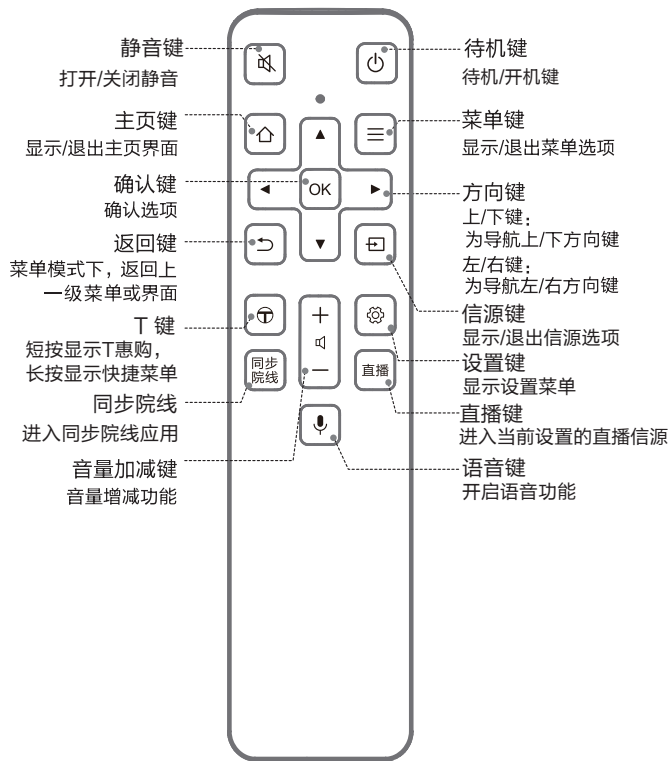 静音键
打开/关闭静音
主页键
显示/退出主页界面
确认键
确认选项
返回键
菜单模式下，返回上
一级菜单或界面
T 键
短按显示T惠购，
长按显示快捷菜单
同步院线
进入同步院线应用
音量加减键
音量增减功能
OK
同步
院线
直播
待机键
待机/开机键
菜单键
显示/退出菜单选项
方向键
上/下键：
为导航上/下方向键
左/右键：
为导航左/右方向键
信源键
显示/退出信源选项
设置键
显示设置菜单
直播键
进入当前设置的直播信源
语音键
开启语音功能